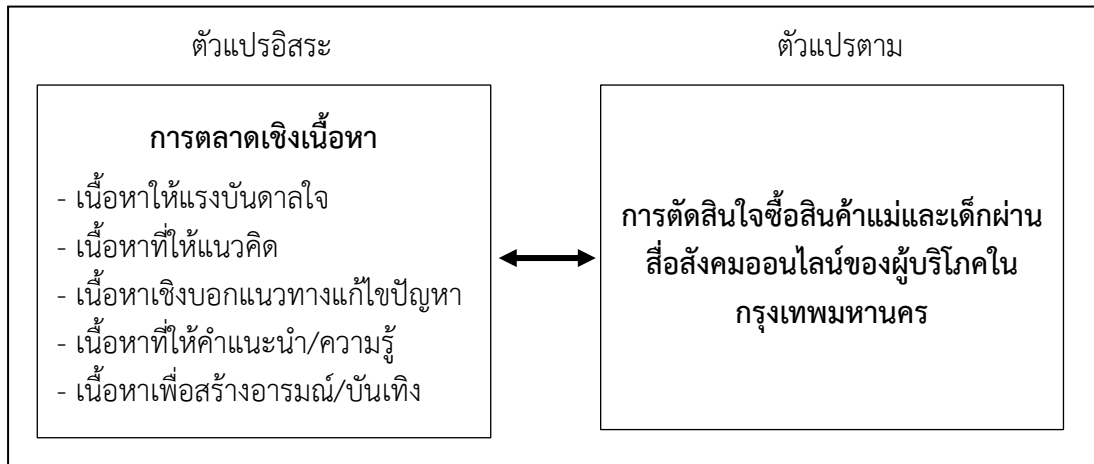 ตัวแปรอิสระ
การตลาดเชิงเนื้อหา
- เนื้อหาให้แรงบันดาลใจ
- เนื้อหาที่ให้แนวคิด
- เนื้อหาเชิงบอกแนวทางแก้ไขปัญหา
- เนื้อหาที่ให้คำแนะนำ/ความรู้
- เนื้อหาเพื่อสร้างอารมณ์/บันเทิง
ตัวแปรตาม
การตัดสินใจซื้อสินค้าแม่และเด็กผ่าน
สื่อสังคมออนไลน์ของผู้บริโภคใน
กรุงเทพมหานคร